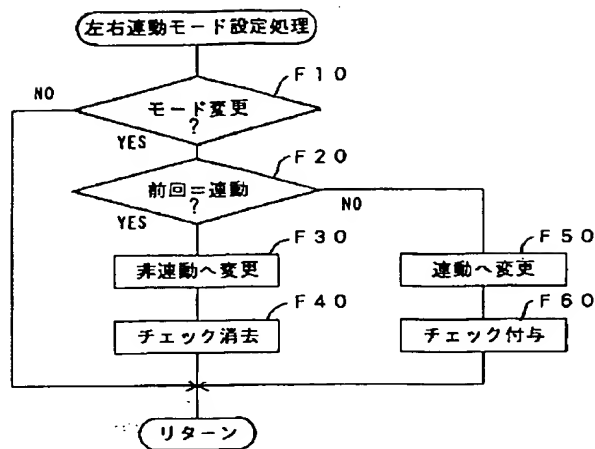 左右連動モード設定処理
F10
NO
モード変更
?
YES
F20
前回=連動
?
YES
NO
F30
非連動へ変更
F50
連動へ変更
F40
チェック消去
F60
チェック付与
リターン